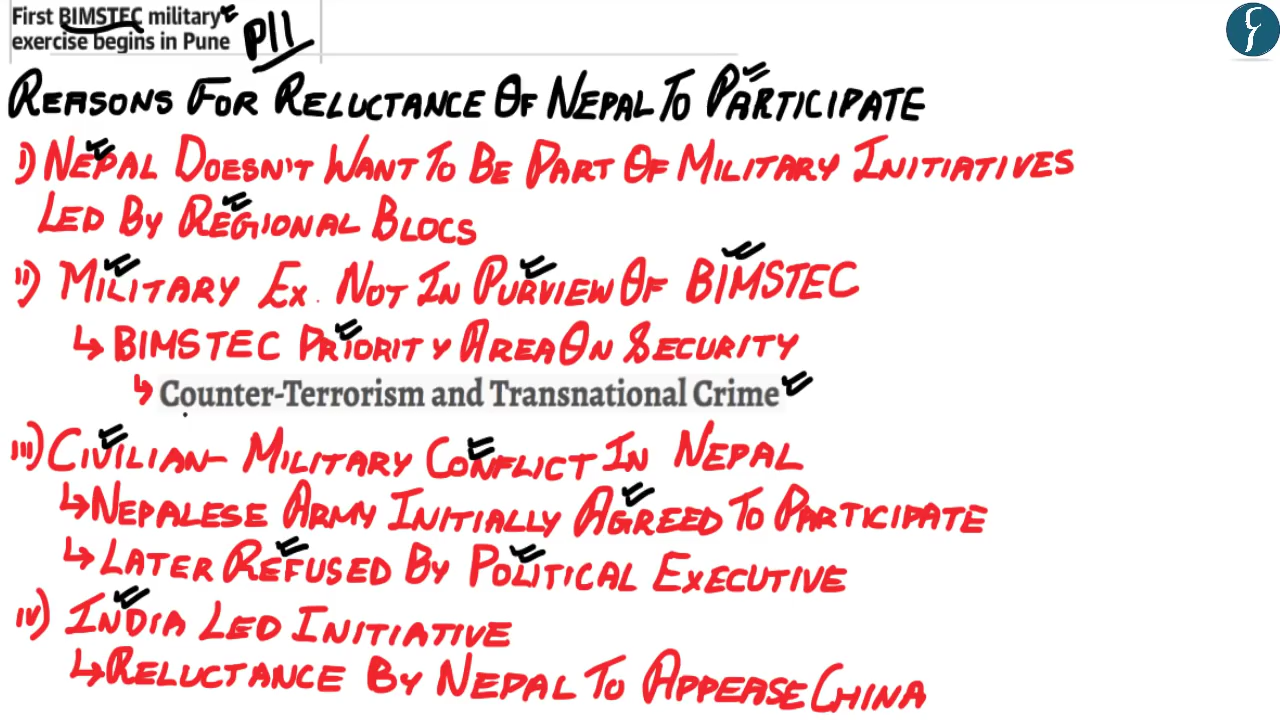 First BIMSTEC military
exercise begins in Pune
P11
REASONS FOR RELUCTANCE OF NEPAL TO PARTICIPATE
i) NEPAL DOESN'T WANT TO BE PART OF MILITARY INITIATIVES
LED BY REGIONAL BLOCS
ii) MILITARY EX. NOT IN PURVIEW OF BIMSTEC
↳ BIMSTEC PRIORITY AREA ON SECURITY
↳ Counter-Terrorism and Transnational Crime
iii) CIVILIAN- MILITARY CONFLICT IN NEPAL
↳ NEPALESE ARMY INITIALLY AGREED TO PARTICIPATE
↳ LATER REFUSED BY POLITICAL EXECUTIVE
iv) INDIA LED INITIATIVE
↳ RELUCTANCE BY NEPAL TO APPEASE CHINA